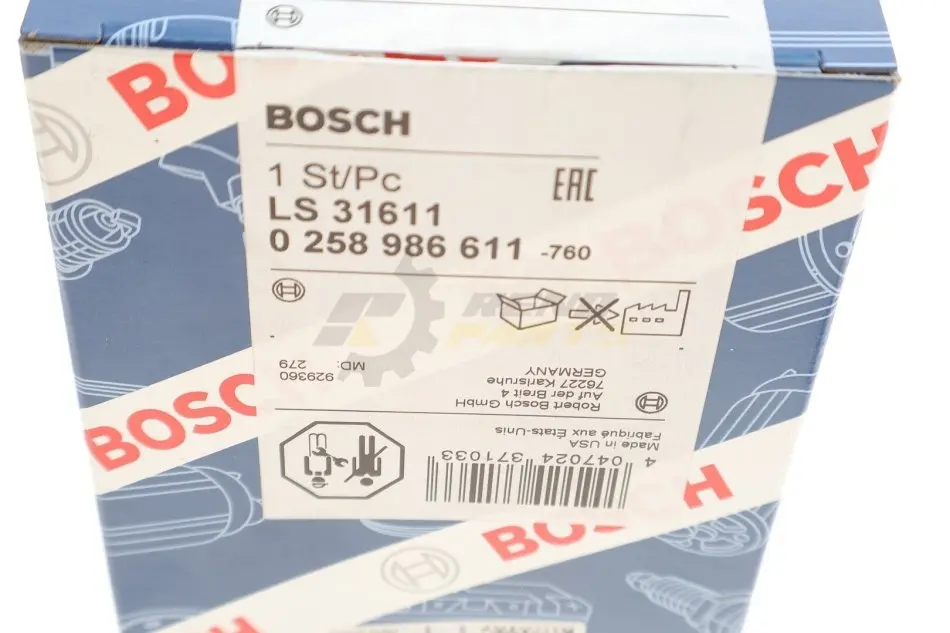 BOSCH
BOSCH
1 St/Pc
EAC
LS 31611
0 258 986 611 -760
BOSCH
929360
MD:
279
Robert Bosch GmbH
Auf der Breit 4
76227 Karlsruhe
GERMANY
Made in USA
Fabriqué aux États-Unis
4 047024 371033
BOSCH
BOSCH